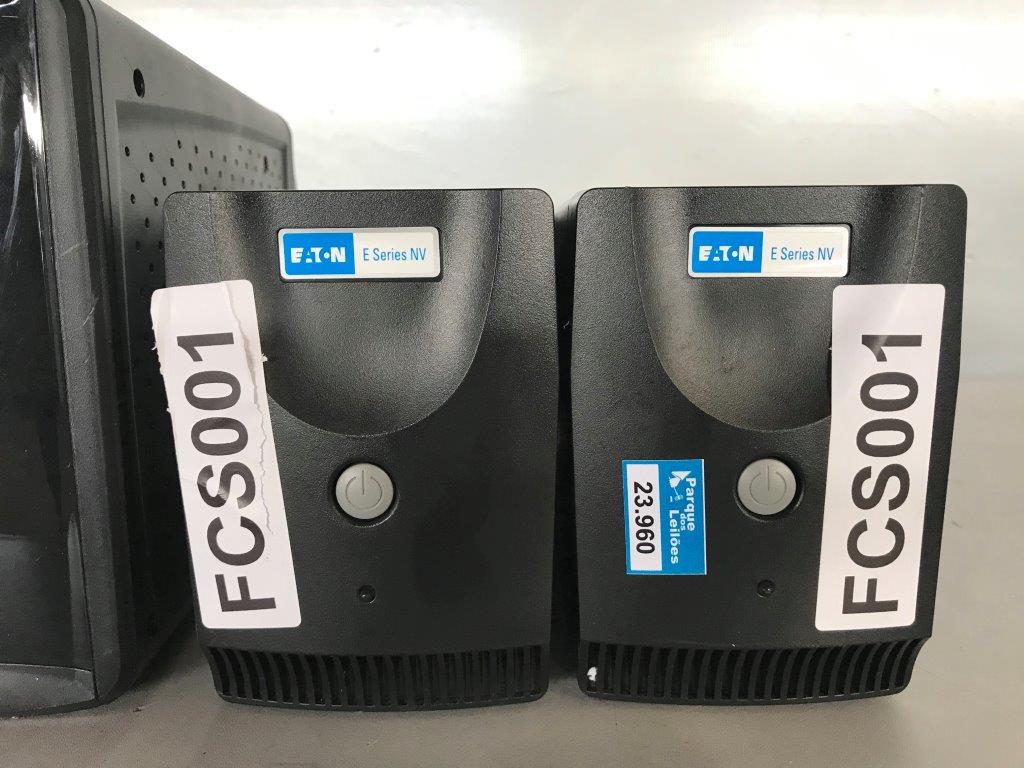 EATON E Series NV
FCS001
EATON E Series NV
FCS001
Parque
dos
Leilões
23.960